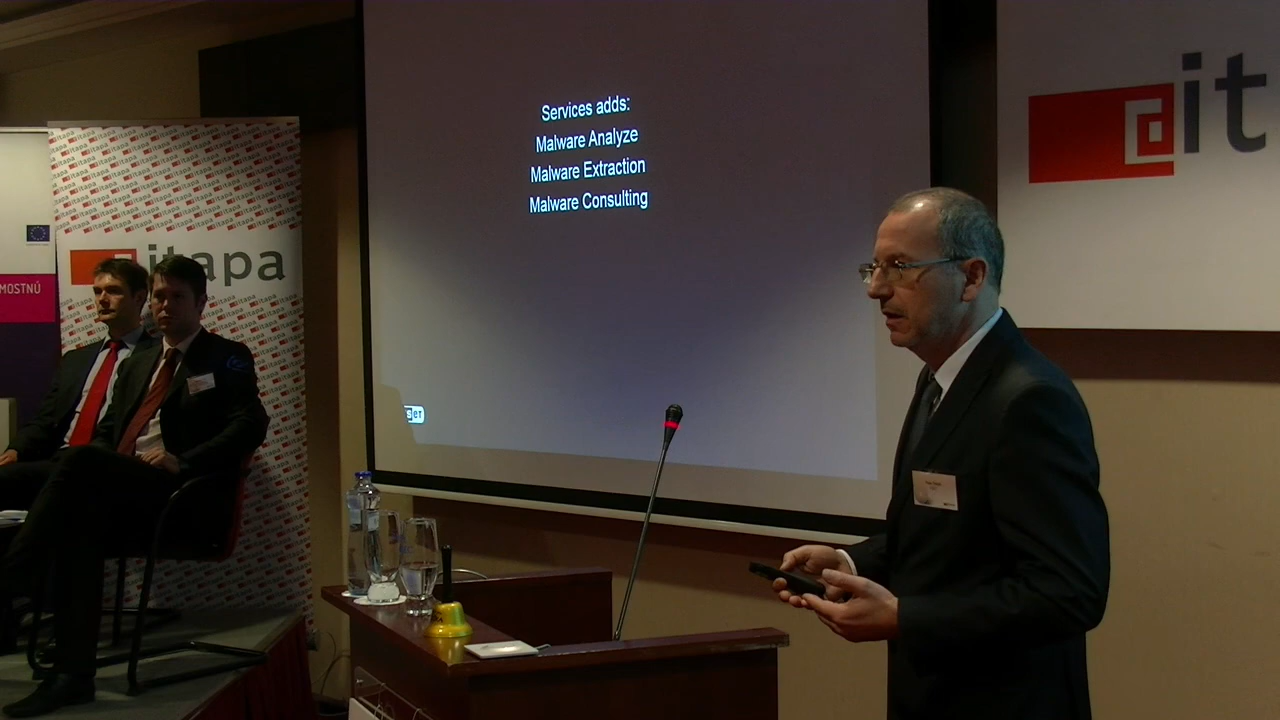 Services adds:
Malware Analyze
Malware Extraction
Malware Consulting
it
itapa
MOSTNÚ